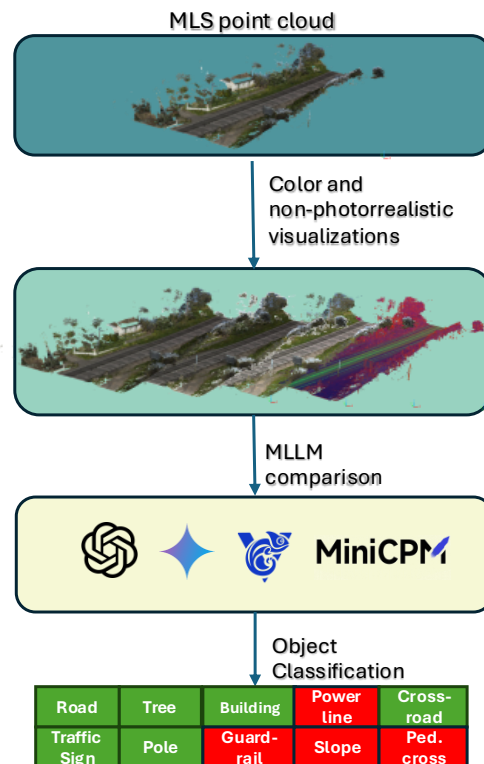 MLS point cloud
Color and
non-photorrealistic
visualizations
MLLM
comparison
MiniCPM
Object
Classification
Road
Tree
Building
Power
line
Cross-
road
Traffic
Sign
Pole
Guard-
rail
Slope
Ped.
cross